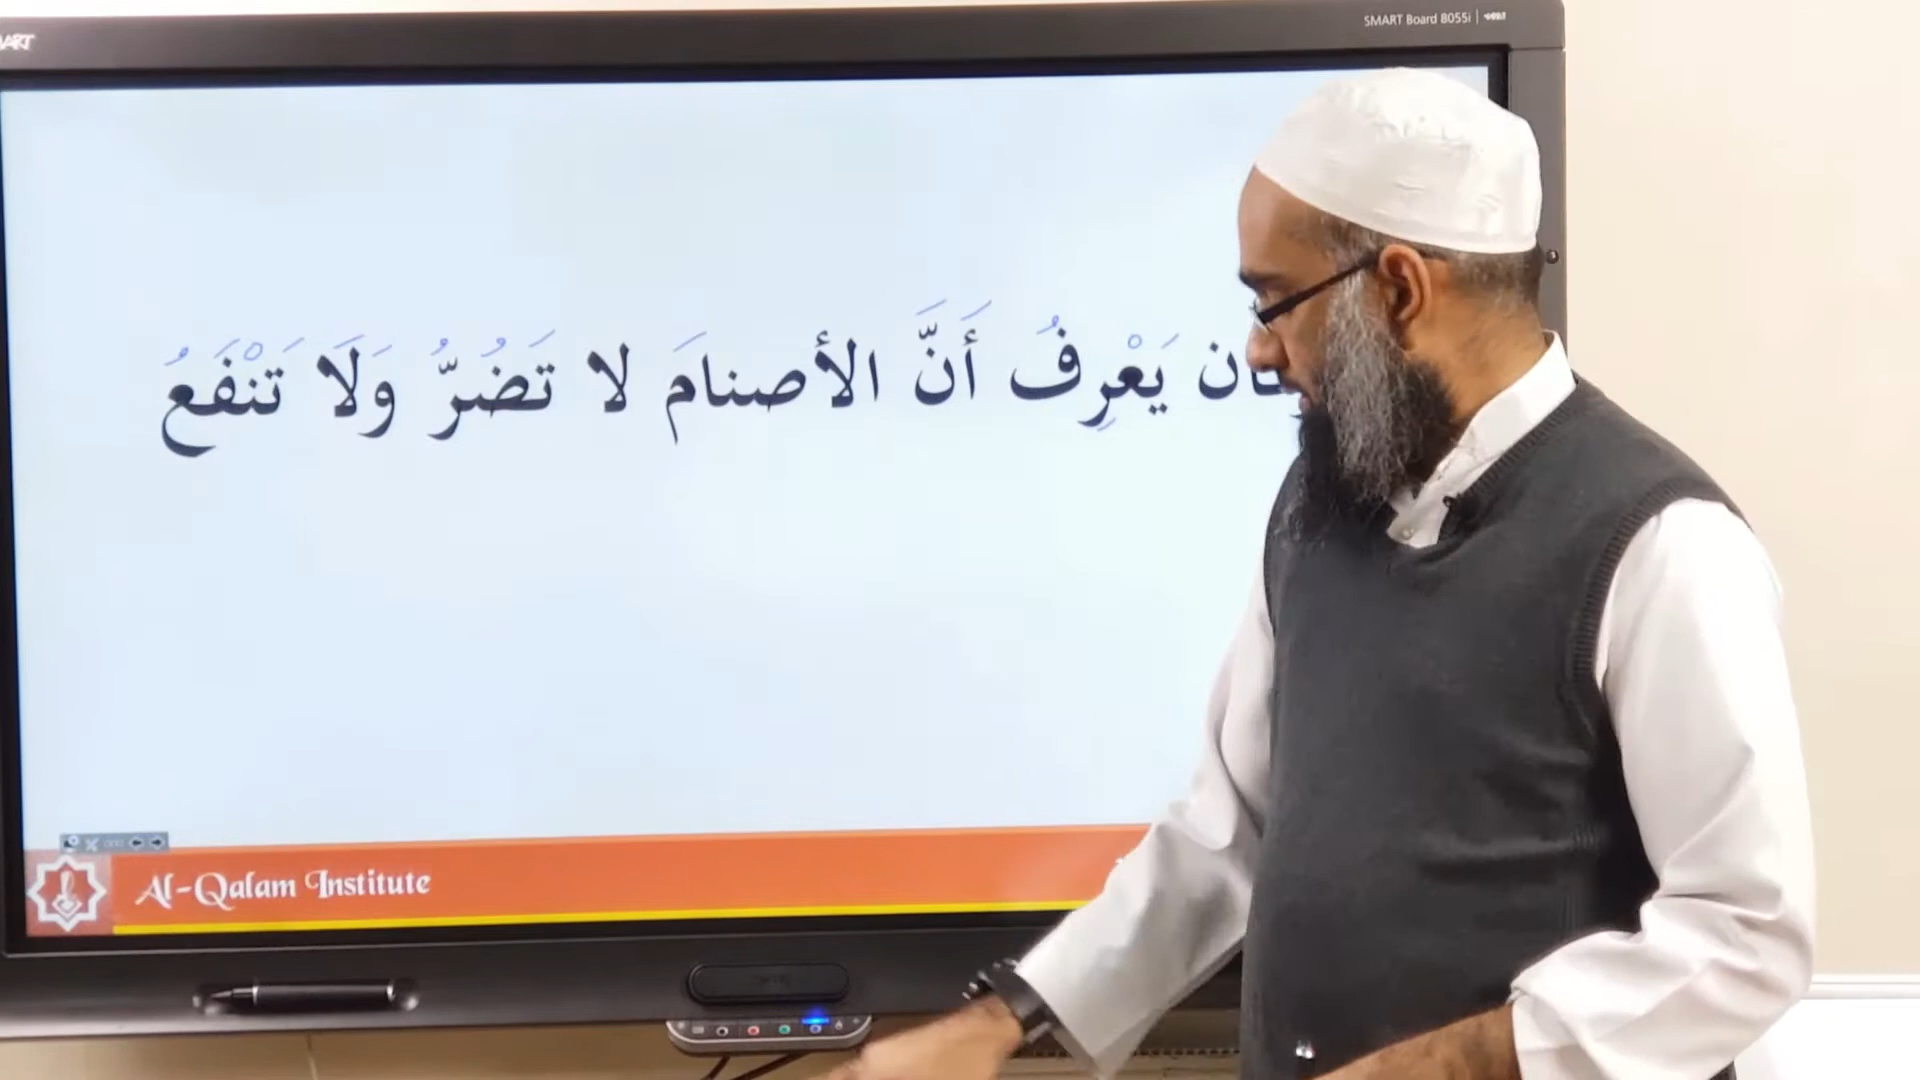 SMART Board 8055i
يَعْرِفُ أَنَّ الأصنامَ لا تَضُرُّ وَلَا تَنْفَعُ
Al-Qalam Institute